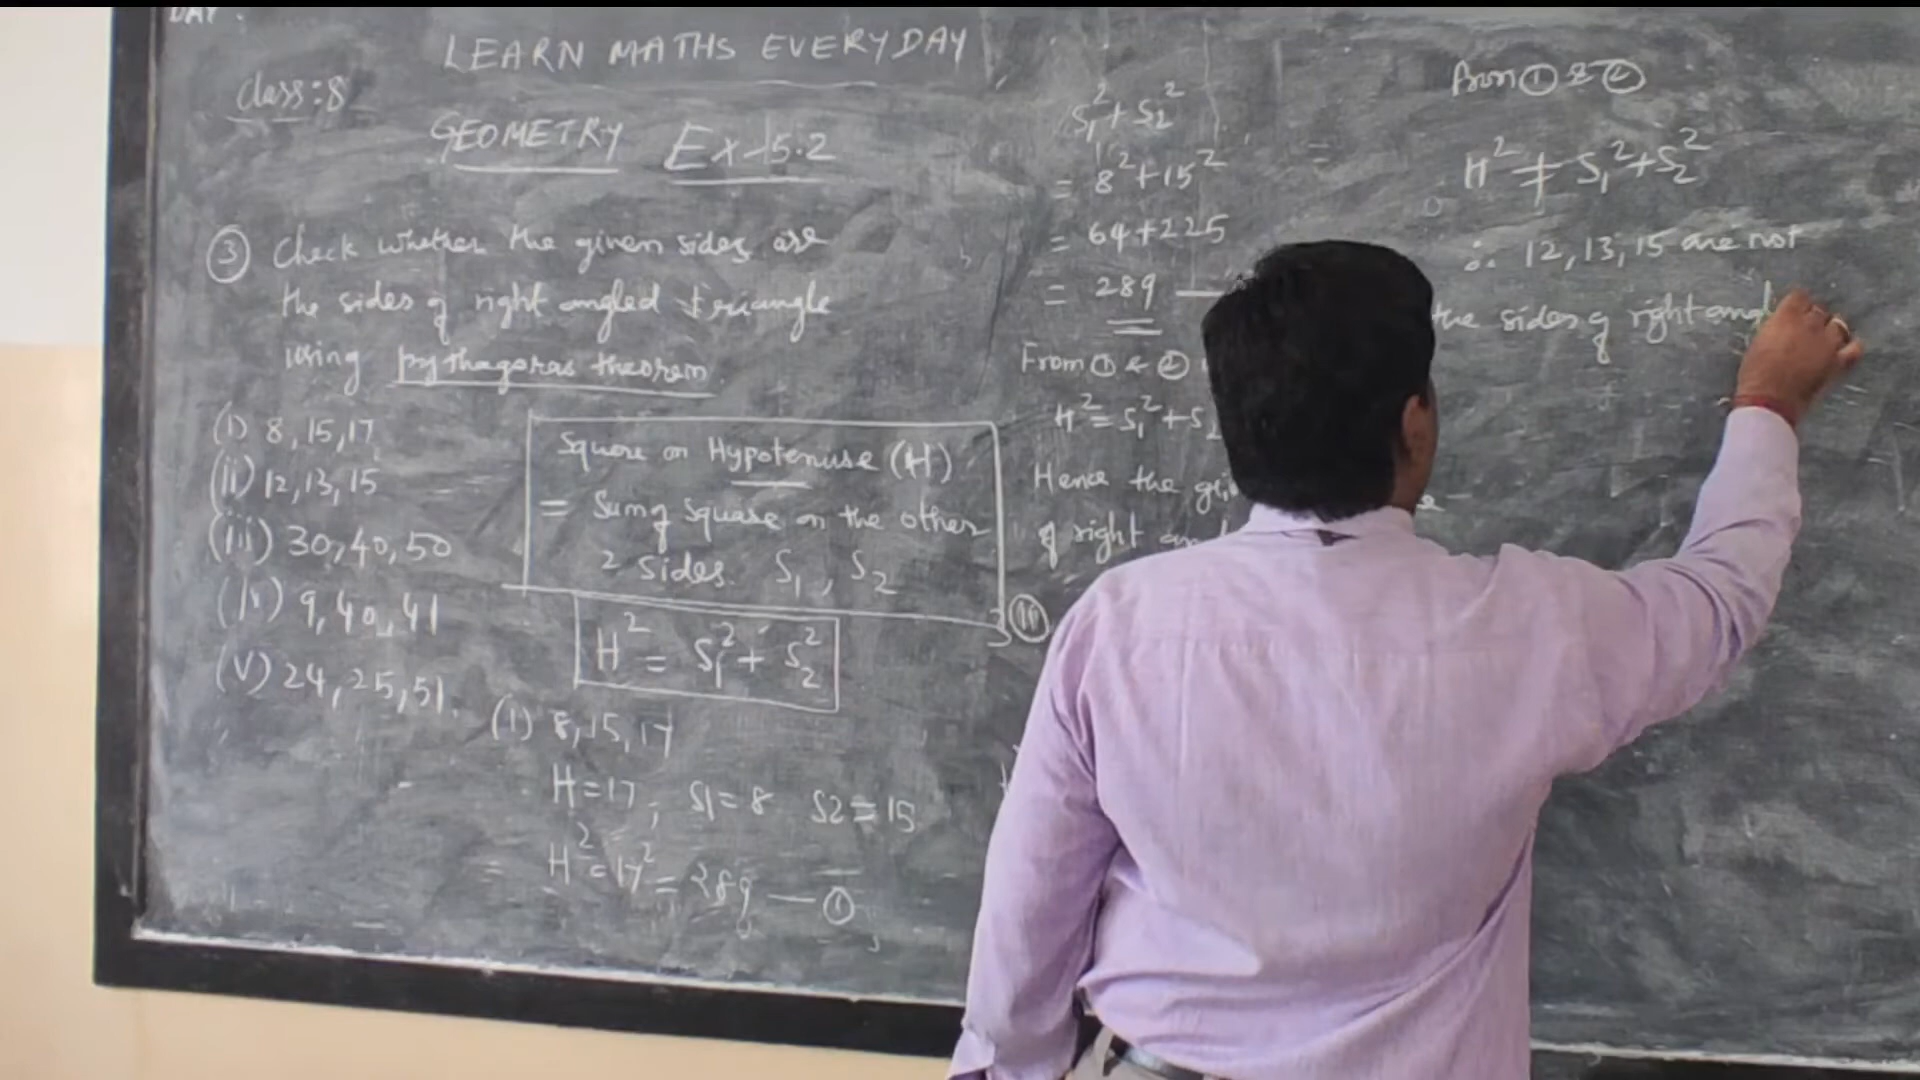 DAY.
LEARN MATHS EVERYDAY
Class: 8
GEOMETRY Ex-5.2
③ Check whether the given sides are
the sides of right angled triangle
using pythagoras theorem
(i) 8, 15, 17
(ii) 12, 13, 15
(iii) 30, 40, 50
(iv) 9, 40, 41
(v) 24, 25, 51.
Square on Hypotenuse (H)
= Sum of square on the other
2 sides. S₁, S₂
H² = S₁² + S₂²
(i) 8, 15, 17
H = 17, S1 = 8 S2 = 15
H² = 17² = 289 — ①
S₁² + S₂²
= 8² + 15²
= 64 + 225
= 289 —
From ① & ②
H² = S₁² + S₂
Hence the
of right
(ii)
From ① & ②
H² ≠ S₁² + S₂²
∴ 12, 13, 15 are not
the sides of right angl